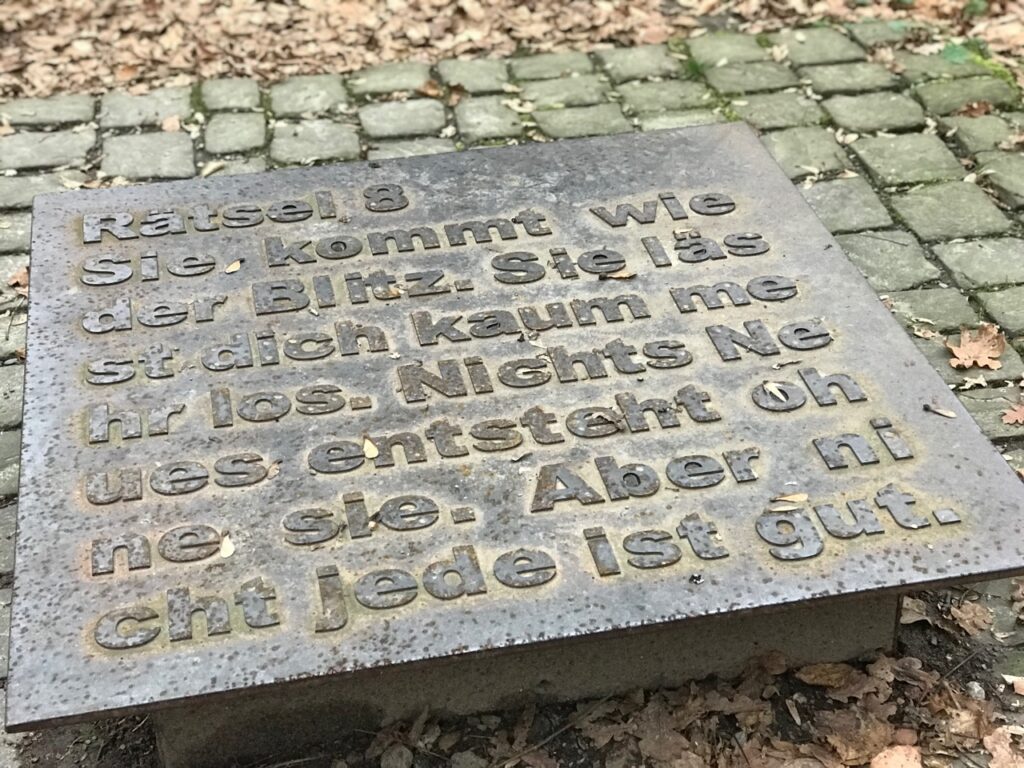 Rätsel 8
Sie kommt wie
der Blitz. Sie läs
st dich kaum me
hr los. Nichts Ne
ues entsteht oh
ne sie. Aber ni
cht jede ist gut.